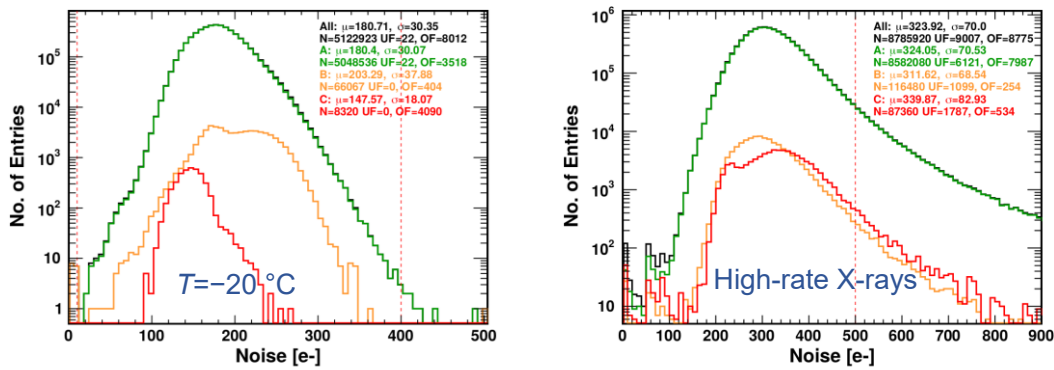 No. of Entries
10⁵
10⁴
10³
10²
10
1
All: μ=180.71, σ=30.35
N=5122923 UF=22, OF=8012
A: μ=180.4, σ=30.07
N=5048536 UF=22, OF=3518
B: μ=203.29, σ=37.88
N=66067 UF=0, OF=404
C: μ=147.57, σ=18.07
N=8320 UF=0, OF=4090
T=−20 °C
0 100 200 300 400 500
Noise [e-]
No. of Entries
10⁶
10⁵
10⁴
10³
10²
10
All: μ=323.92, σ=70.0
N=8785920 UF=9007, OF=8775
A: μ=324.05, σ=70.53
N=8582080 UF=6121, OF=7987
B: μ=311.62, σ=68.54
N=116480 UF=1099, OF=254
C: μ=339.87, σ=82.93
N=87360 UF=1787, OF=534
High-rate X-rays
0 100 200 300 400 500 600 700 800 900
Noise [e-]